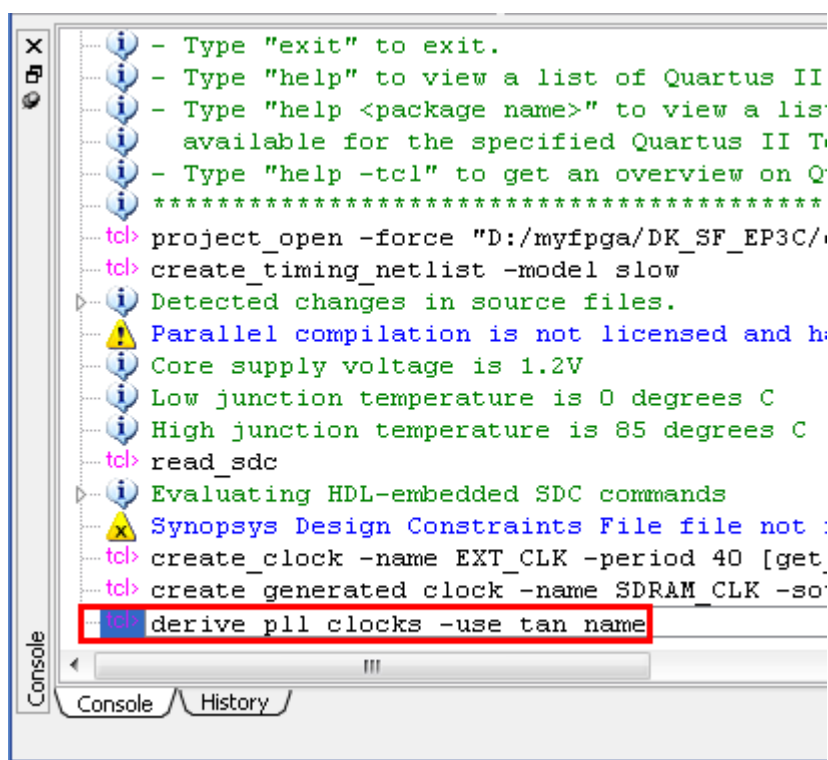 - Type "exit" to exit.
- Type "help" to view a list of Quartus II
- Type "help <package name>" to view a lis
available for the specified Quartus II T
- Type "help -tcl" to get an overview on Q
******************************************
tcl> project_open -force "D:/myfpga/DK_SF_EP3C/
tcl> create_timing_netlist -model slow
Detected changes in source files.
Parallel compilation is not licensed and ha
Core supply voltage is 1.2V
Low junction temperature is 0 degrees C
High junction temperature is 85 degrees C
tcl> read_sdc
Evaluating HDL-embedded SDC commands
Synopsys Design Constraints File file not
tcl> create_clock -name EXT_CLK -period 40 [get_
tcl> create_generated_clock -name SDRAM_CLK -so
tcl> derive_pll_clocks -use_tan_name
Console
Console
History